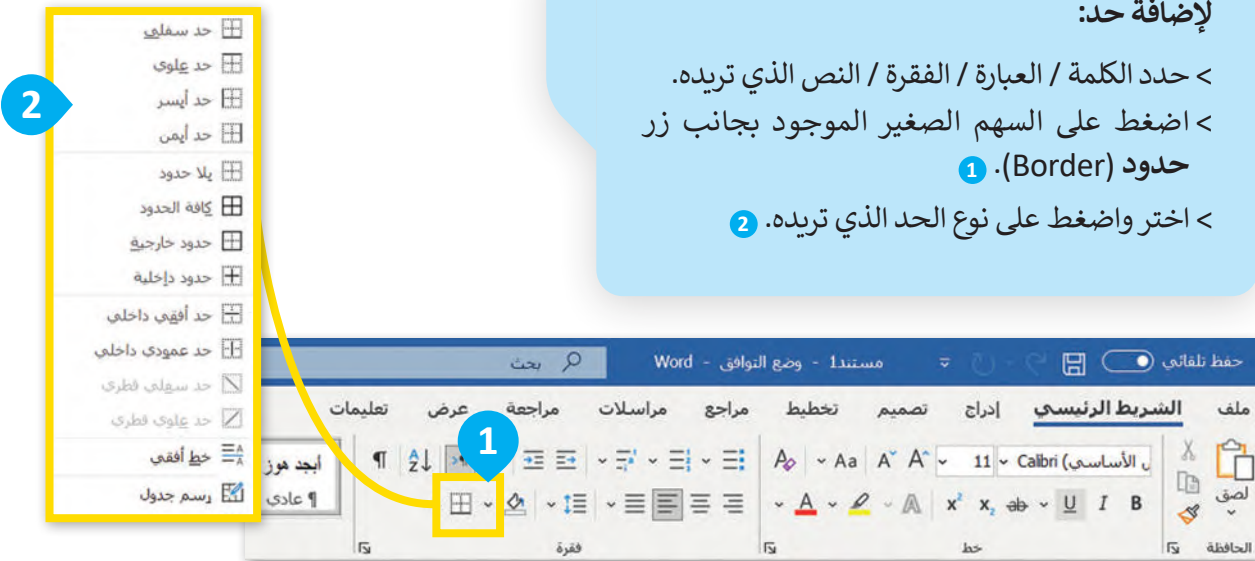 لإضافة حد:
> حدد الكلمة / العبارة / الفقرة / النص الذي تريده.
> اضغط على السهم الصغير الموجود بجانب زر
حدود (Border). 1
> اختر واضغط على نوع الحد الذي تريده. 2
2
حد سفلي
حد علوي
حد أيسر
حد أيمن
بلا حدود
كافة الحدود
حدود خارجية
حدود داخلية
حد أفقي داخلي
حد عمودي داخلي
حد سفلي قطري
حد علوي قطري
خط أفقي
رسم جدول
حفظ تلقائي
مستند1 - وضع التوافق - Word
بحث
ملف الشريط الرئيسي إدراج تصميم تخطيط مراجع مراسلات مراجعة عرض تعليمات
1
لصق
الحافظة
Calibri (الأساسي 11 A^ A^ Aa A
B I U ab x₂ x² A A
خط
فقرة
أبجد هوز
¶ عادي